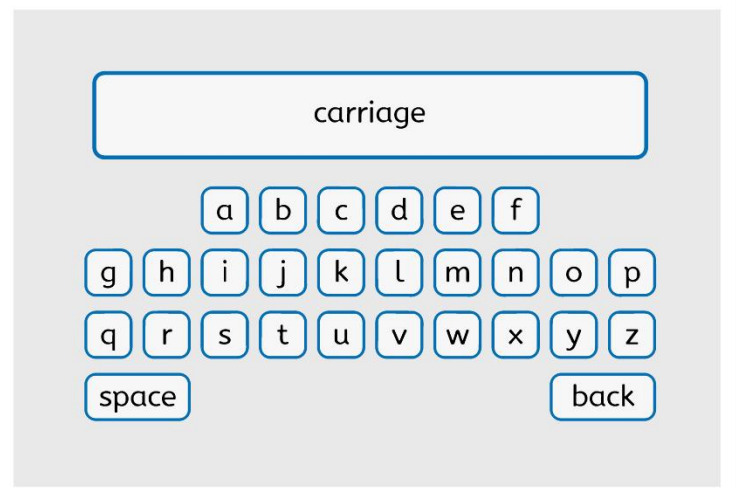 carriage
a b c d e f
g h i j k l m n o p
q r s t u v w x y z
space back